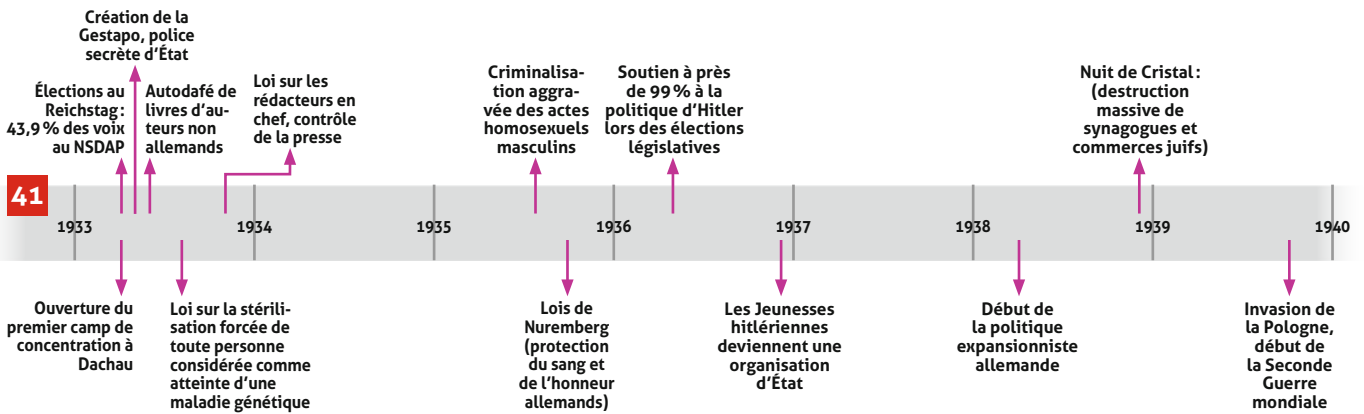 Création de la
Gestapo, police
secrète d'État
Élections au
Reichstag :
43,9 % des voix
au NSDAP
Autodafé de
livres d'au-
teurs non
allemands
Loi sur les
rédacteurs en
chef, contrôle
de la presse
Criminalisa-
tion aggra-
vée des actes
homosexuels
masculins
Soutien à près
de 99 % à la
politique d'Hitler
lors des élections
législatives
Nuit de Cristal :
(destruction
massive de
synagogues et
commerces juifs)
41
1933
1934
1935
1936
1937
1938
1939
1940
Ouverture du
premier camp de
concentration à
Dachau
Loi sur la stérili-
sation forcée de
toute personne
considérée comme
atteinte d'une
maladie génétique
Lois de
Nuremberg
(protection
du sang et
de l'honneur
allemands)
Les Jeunesses
hitlériennes
deviennent une
organisation
d'État
Début de
la politique
expansionniste
allemande
Invasion de
la Pologne,
début de
la Seconde
Guerre
mondiale